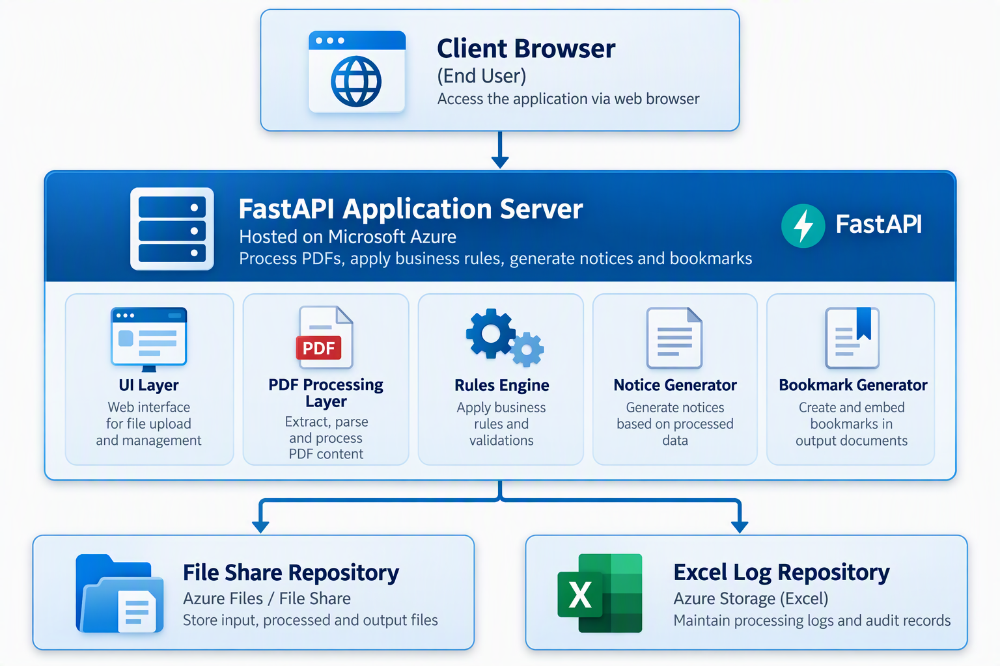 Client Browser
(End User)
Access the application via web browser
FastAPI Application Server
Hosted on Microsoft Azure
Process PDFs, apply business rules, generate notices and bookmarks
FastAPI
UI Layer
Web interface
for file upload
and management
PDF
PDF Processing
Layer
Extract, parse
and process
PDF content
Rules Engine
Apply business
rules and
validations
Notice Generator
Generate notices
based on processed
data
Bookmark Generator
Create and embed
bookmarks in
output documents
File Share Repository
Azure Files / File Share
Store input, processed and output files
X
Excel Log Repository
Azure Storage (Excel)
Maintain processing logs and audit records